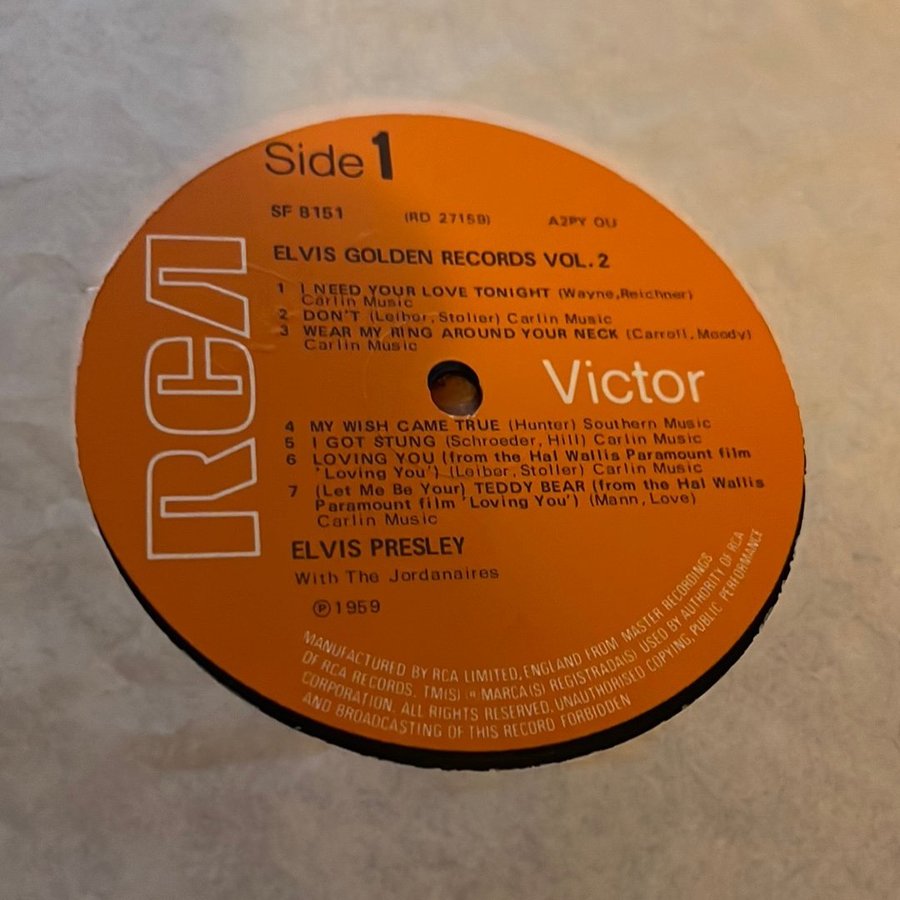 Side 1
SF 8151 (RD 27159) A2PY OU
ELVIS GOLDEN RECORDS VOL. 2
1 I NEED YOUR LOVE TONIGHT (Wayne, Reichner)
Carlin Music
2 DON'T (Leiber, Stoller) Carlin Music
3 WEAR MY RING AROUND YOUR NECK (Carroll, Moody)
Carlin Music
RCA
Victor
4 MY WISH CAME TRUE (Hunter) Southern Music
5 I GOT STUNG (Schroeder, Hill) Carlin Music
6 LOVING YOU (from the Hal Wallis Paramount film
'Loving You') (Leiber, Stoller) Carlin Music
7 (Let Me Be Your) TEDDY BEAR (from the Hal Wallis
Paramount film 'Loving You') (Mann, Love)
Carlin Music
ELVIS PRESLEY
With The Jordanaires
℗ 1959
MANUFACTURED BY RCA LIMITED, ENGLAND FROM MASTER RECORDINGS
OF RCA RECORDS. TM(S) ® MARCA(S) REGISTRADA(S) USED BY AUTHORITY OF RCA
CORPORATION. ALL RIGHTS RESERVED. UNAUTHORISED COPYING, PUBLIC PERFORMANCE
AND BROADCASTING OF THIS RECORD FORBIDDEN